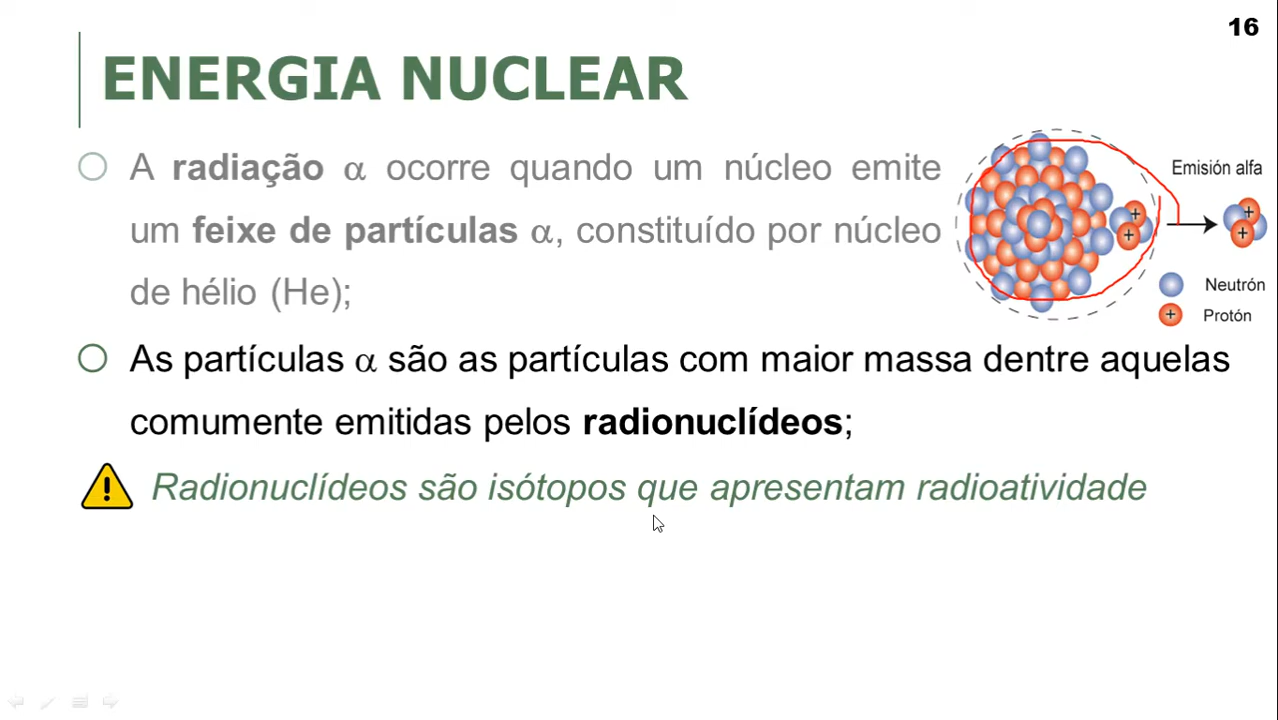 16
ENERGIA NUCLEAR
A radiação α ocorre quando um núcleo emite
um feixe de partículas α, constituído por núcleo
de hélio (He);
Emisión alfa
+
+
+
+
Neutrón
+ Protón
As partículas α são as partículas com maior massa dentre aquelas
comumente emitidas pelos radionuclídeos;
! Radionuclídeos são isótopos que apresentam radioatividade